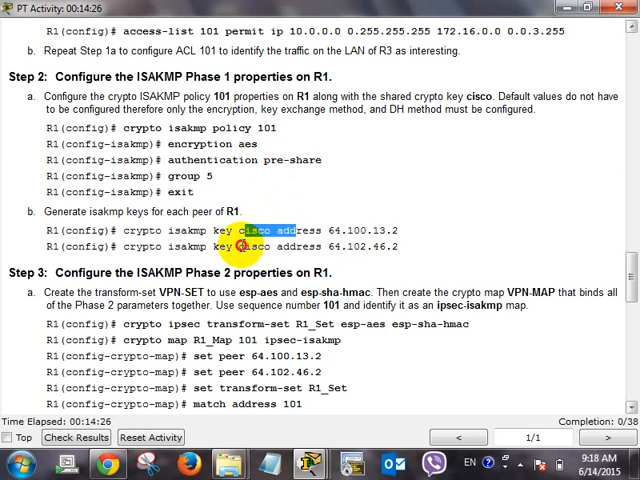 PT Activity: 00:14:26
R1(config)# access-list 101 permit ip 10.0.0.0 0.255.255.255 172.16.0.0 0.0.3.255
b. Repeat Step 1a to configure ACL 101 to identify the traffic on the LAN of R3 as interesting.
Step 2: Configure the ISAKMP Phase 1 properties on R1.
a. Configure the crypto ISAKMP policy 101 properties on R1 along with the shared crypto key cisco. Default values do not have
to be configured therefore only the encryption, key exchange method, and DH method must be configured.
R1(config)# crypto isakmp policy 101
R1(config-isakmp)# encryption aes
R1(config-isakmp)# authentication pre-share
R1(config-isakmp)# group 5
R1(config-isakmp)# exit
b. Generate isakmp keys for each peer of R1.
R1(config)# crypto isakmp key cisco address 64.100.13.2
R1(config)# crypto isakmp key cisco address 64.102.46.2
Step 3: Configure the ISAKMP Phase 2 properties on R1.
a. Create the transform-set VPN-SET to use esp-aes and esp-sha-hmac. Then create the crypto map VPN-MAP that binds all
of the Phase 2 parameters together. Use sequence number 101 and identify it as an ipsec-isakmp map.
R1(config)# crypto ipsec transform-set R1_Set esp-aes esp-sha-hmac
R1(config)# crypto map R1_Map 101 ipsec-isakmp
R1(config-crypto-map)# set peer 64.100.13.2
R1(config-crypto-map)# set peer 64.102.46.2
R1(config-crypto-map)# set transform-set R1_Set
R1(config-crypto-map)# match address 101
Time Elapsed: 00:14:26 Completion: 0/38
Top Check Results Reset Activity < 1/1 >
EN 9:18 AM
6/14/2015